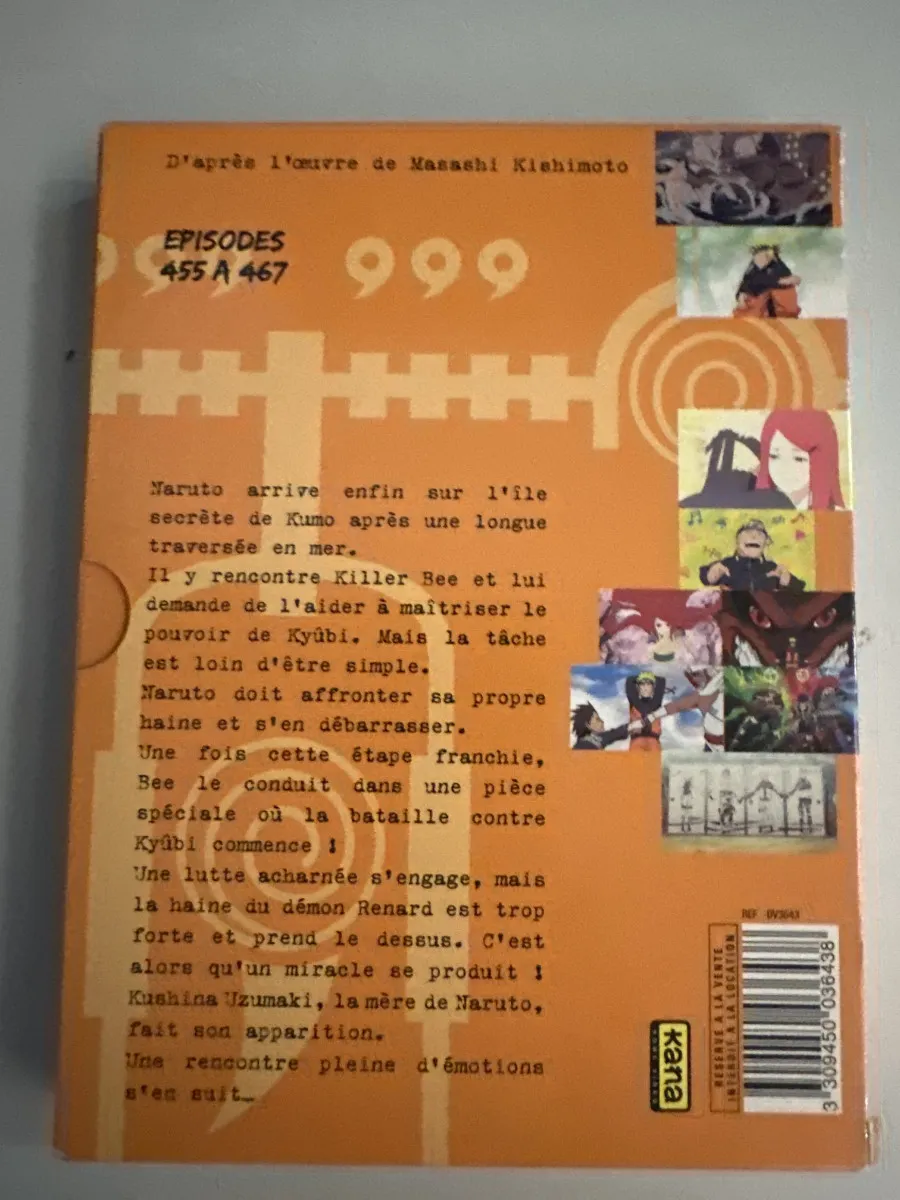 D'après l'œuvre de Masashi Kishimoto
EPISODES
455 A 467
Naruto arrive enfin sur l'île
secrète de Kumo après une longue
traversée en mer.
Il y rencontre Killer Bee et lui
demande de l'aider à maîtriser le
pouvoir de Kyûbi. Mais la tâche
est loin d'être simple.
Naruto doit affronter sa propre
haine et s'en débarrasser.
Une fois cette étape franchie,
Bee le conduit dans une pièce
spéciale où la bataille contre
Kyûbi commence !
Une lutte acharnée s'engage, mais
la haine du démon Renard est trop
forte et prend le dessus. C'est
alors qu'un miracle se produit !
Kushina Uzumaki, la mère de Naruto,
fait son apparition.
Une rencontre pleine d'émotions
s'en suit…
REF DV3643
RESERVE A LA VENTE
INTERDIT A LA LOCATION
3 309450 036438
KANA
HOME VIDEO